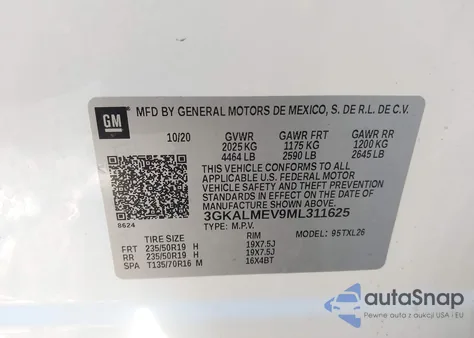 GM
MFD BY GENERAL MOTORS DE MEXICO, S. DE R.L. DE C.V.
10/20 GVWR GAWR FRT GAWR RR
2025 KG 1175 KG 1200 KG
4464 LB 2590 LB 2645 LB
THIS VEHICLE CONFORMS TO ALL
APPLICABLE U.S. FEDERAL MOTOR
VEHICLE SAFETY AND THEFT PREVENTION
STANDARDS IN EFFECT ON THE DATE OF
MANUFACTURE SHOWN ABOVE.
8624
3GKALMEV9ML311625
TYPE: M.P.V. MODEL: 95TXL26
TIRE SIZE RIM
FRT 235/50R19 H 19X7.5J
RR 235/50R19 H 19X7.5J
SPA T135/70R16 M 16X4BT
autoSnap
Pewne auta z aukcji USA i EU